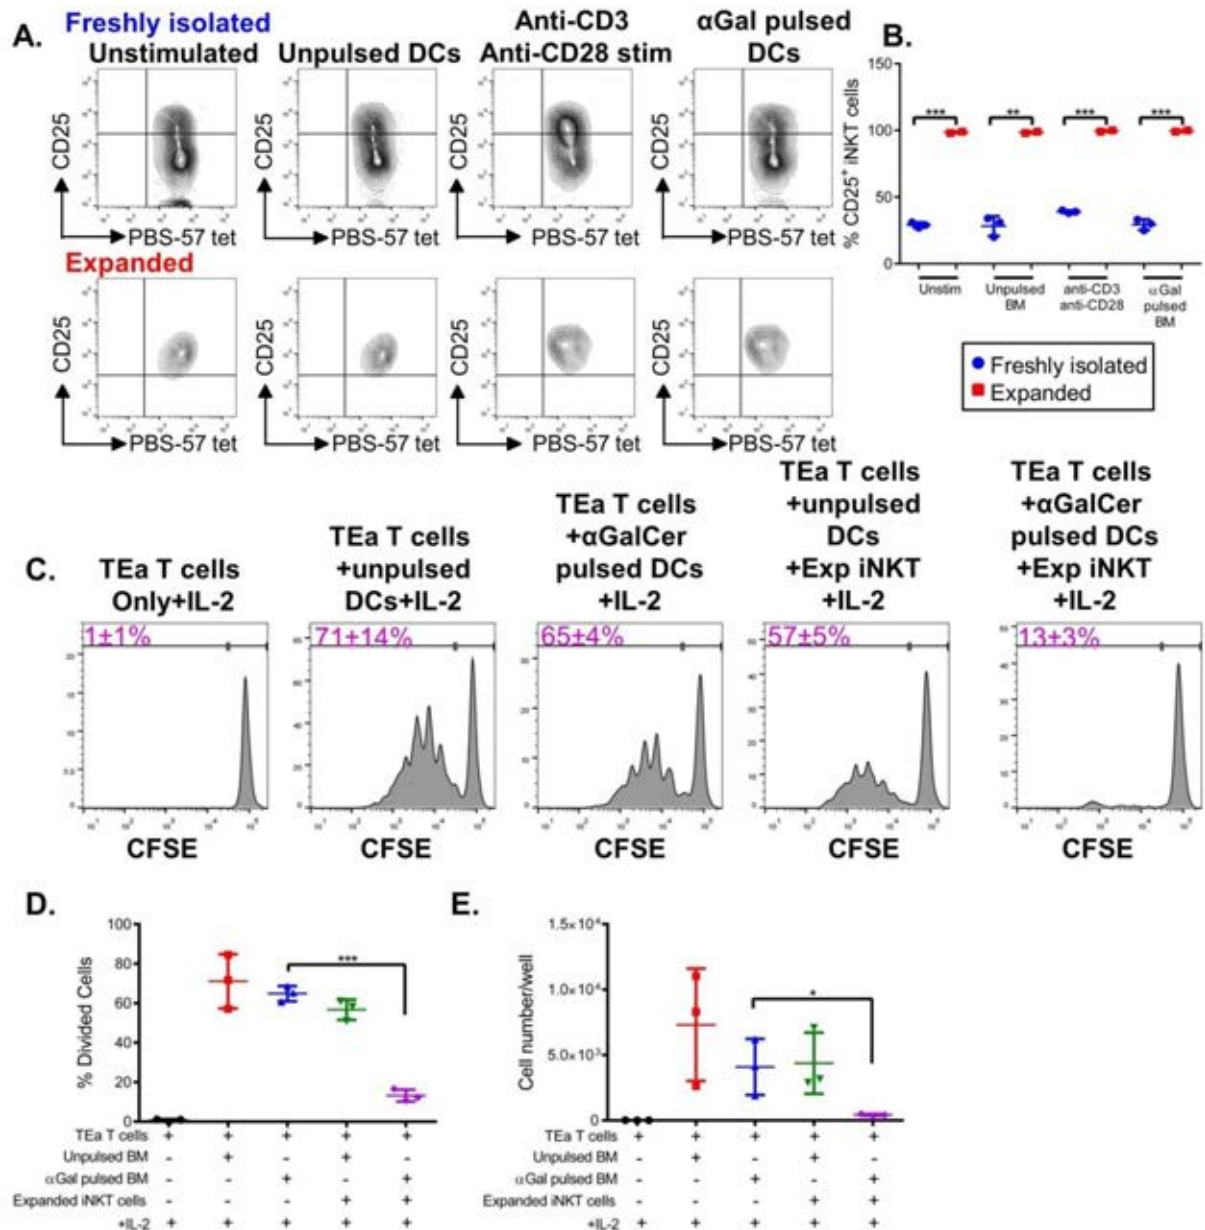 A.
Freshly isolated
Unstimulated
Unpulsed DCs
Anti-CD3
Anti-CD28 stim
αGal pulsed
DCs
CD25
CD25
CD25
CD25
PBS-57 tet
PBS-57 tet
PBS-57 tet
PBS-57 tet
Expanded
CD25
CD25
CD25
CD25
PBS-57 tet
PBS-57 tet
PBS-57 tet
PBS-57 tet
B.
% CD25+ iNKT cells
150
100
50
0
***
**
***
***
Unstim
Unpulsed
BM
anti-CD3
anti-CD28
αGal
pulsed
BM
Freshly isolated
Expanded
C.
TEa T cells
Only+IL-2
TEa T cells
+unpulsed
DCs+IL-2
TEa T cells
+αGalCer
pulsed DCs
+IL-2
TEa T cells
+unpulsed
DCs
+Exp iNKT
+IL-2
TEa T cells
+αGalCer
pulsed DCs
+Exp iNKT
+IL-2
1±1%
71±14%
65±4%
57±5%
13±3%
CFSE
CFSE
CFSE
CFSE
CFSE
D.
% Divided Cells
100
80
60
40
20
0
***
TEa T cells + + + + +
Unpulsed BM - + - + -
αGal pulsed BM - - + - +
Expanded iNKT cells - - - + +
+IL-2 + + + + +
E.
Cell number/well
1.5×10⁴
1.0×10⁴
5.0×10³
0
*
TEa T cells + + + + +
Unpulsed BM - + - + -
αGal pulsed BM - - + - +
Expanded iNKT cells - - - + +
+IL-2 + + + + +